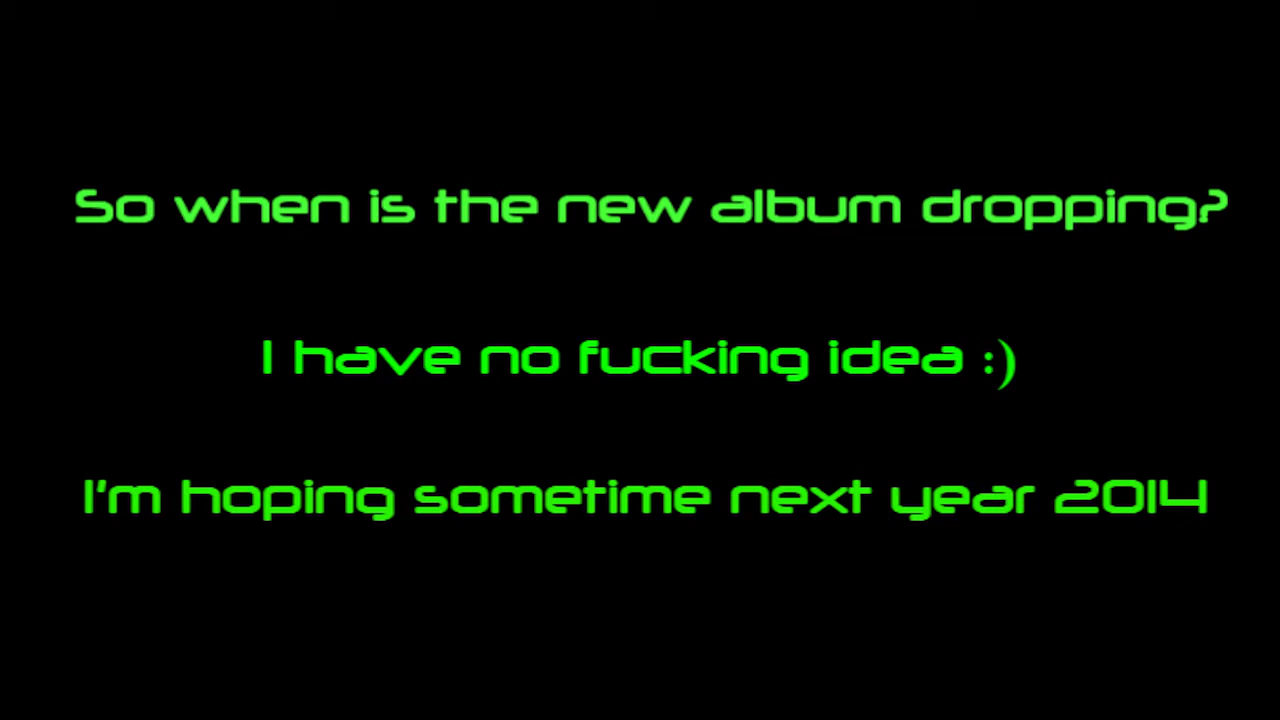 So when is the new album dropping?
I have no fucking idea :)
I'm hoping sometime next year 2014